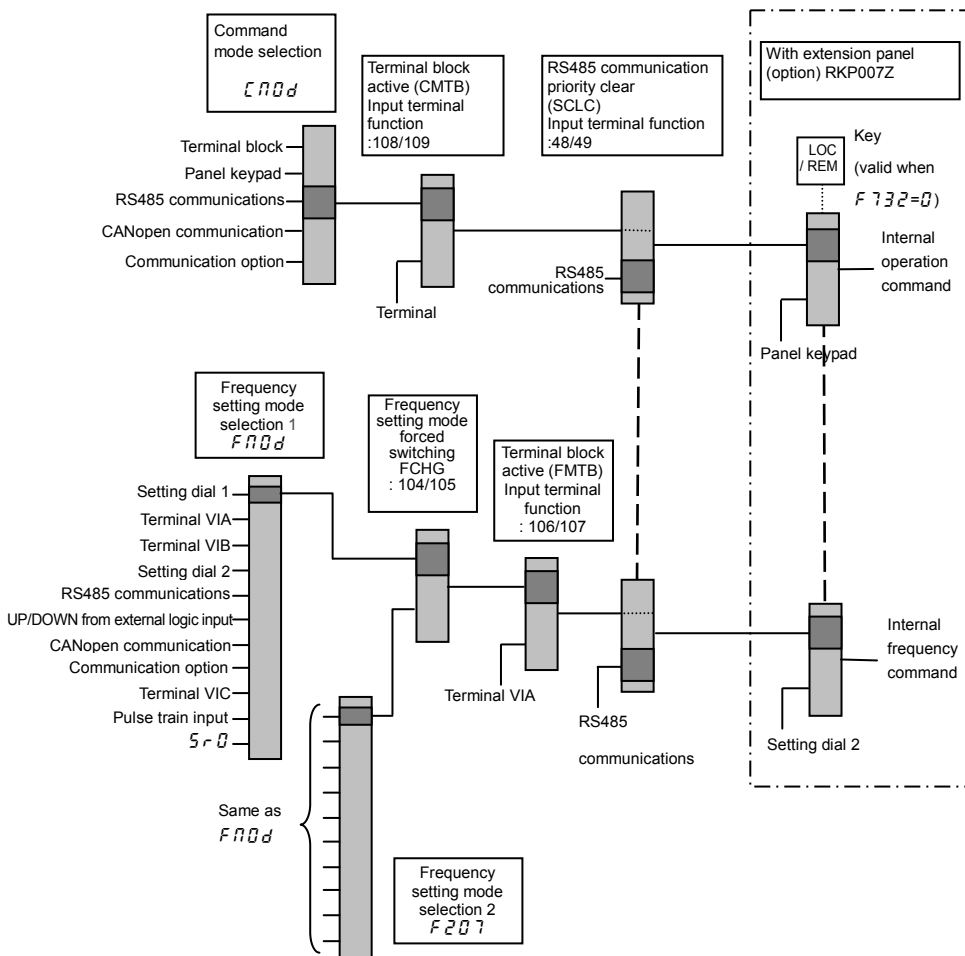 Command
mode selection
CMOd
Terminal block
active (CMTB)
Input terminal
function
:108/109
RS485 communication
priority clear
(SCLC)
Input terminal function
:48/49
With extension panel
(option) RKP007Z
LOC
/ REM
Key
(valid when
F732=0)
Terminal block
Panel keypad
RS485 communications
CANopen communication
Communication option
Terminal
RS485
communications
Internal
operation
command
Panel keypad
Frequency
setting mode
selection 1
FMOd
Frequency
setting mode
forced
switching
FCHG
: 104/105
Terminal block
active (FMTB)
Input terminal
function
: 106/107
Setting dial 1
Terminal VIA
Terminal VIB
Setting dial 2
RS485 communications
UP/DOWN from external logic input
CANopen communication
Communication option
Terminal VIC
Pulse train input
Sr0
Terminal VIA
RS485
communications
Internal
frequency
command
Setting dial 2
Same as
FMOd
Frequency
setting mode
selection 2
F207